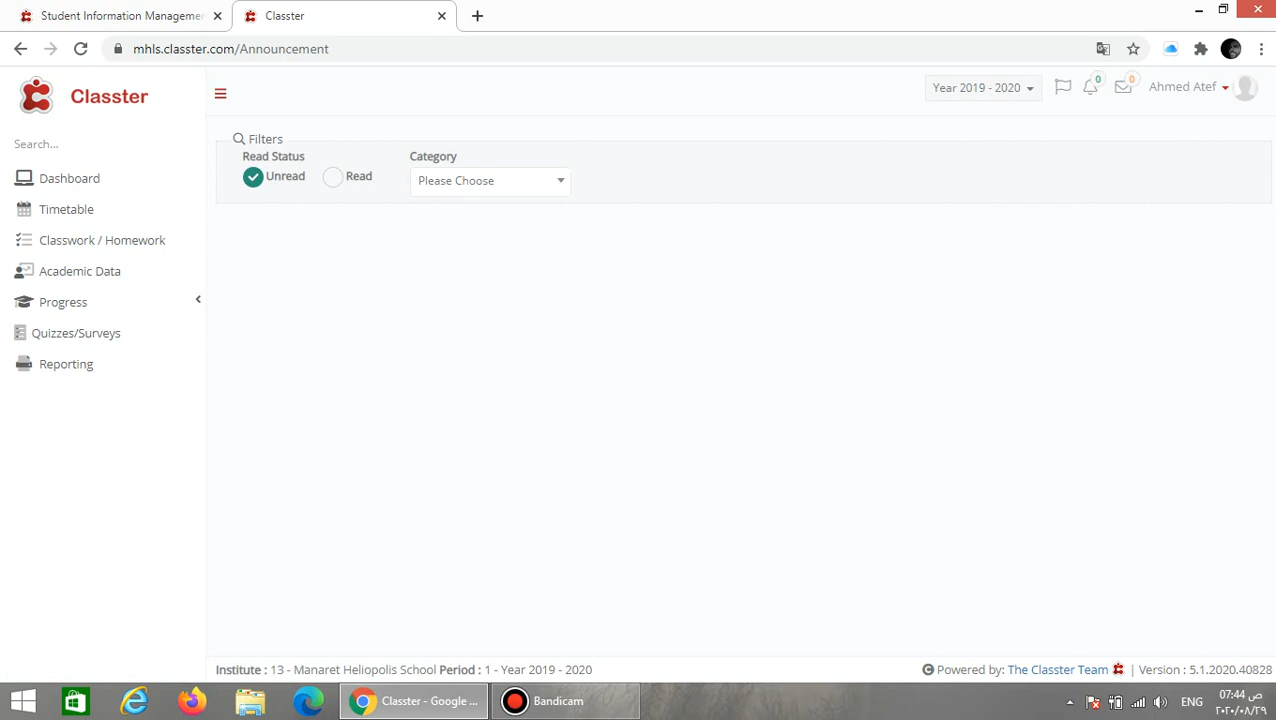 Student Information Managemen
Classter
mhls.classter.com/Announcement
Classter
Year 2019 - 2020
0
0
Ahmed Atef
Search...
Dashboard
Timetable
Classwork / Homework
Academic Data
Progress
Quizzes/Surveys
Reporting
Filters
Read Status
Unread
Read
Category
Please Choose
Institute : 13 - Manaret Heliopolis School Period : 1 - Year 2019 - 2020
Powered by: The Classter Team | Version : 5.1.2020.40828
Classter - Google ...
Bandicam
ENG
07:44 ص
٢٠٢٠/٠٨/٢٩